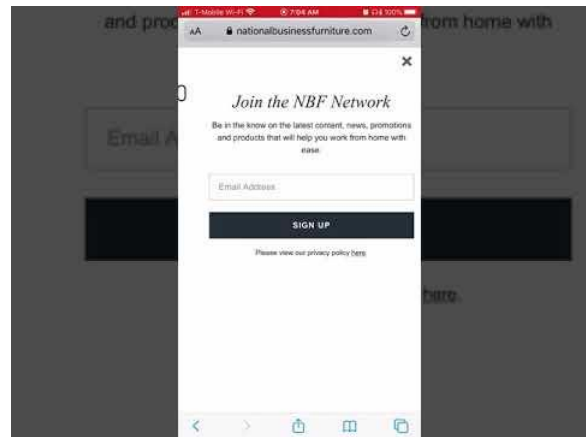 T-Mobile Wi-Fi 7:04 AM 100%
AA nationalbusinessfurniture.com
and prod
from home with
Join the NBF Network
Be in the know on the latest content, news, promotions
and products that will help you work from home with
ease.
Email A
Email Address
SIGN UP
Please view our privacy policy here.
here.